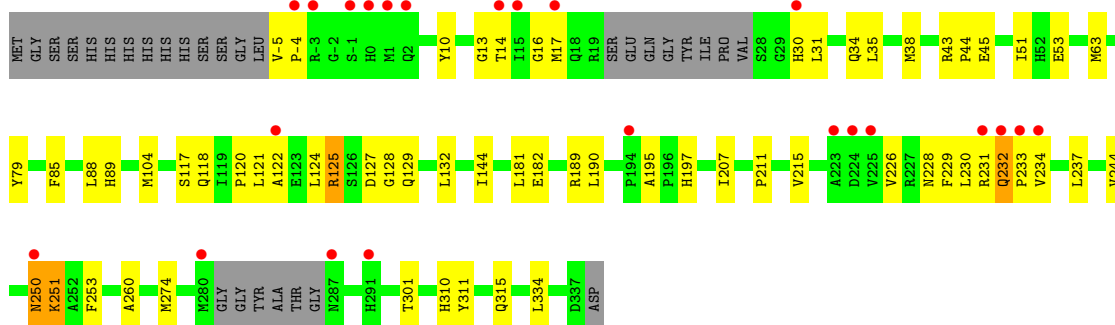 MET GLY SER SER HIS HIS HIS HIS HIS HIS SER SER GLY LEU V-5 P-4 R-3 G-2 S-1 H0 M1 Q2 Y10 G13 T14 I15 G16 M17 Q18 R19 SER GLU GLN GLY TYR ILE PRO VAL S28 G29 H30 L31 Q34 L35 M38 R43 P44 E45 I51 H52 E53 M63
Y79 F85 L88 H89 M104 S117 Q118 I119 P120 L121 A122 E123 L124 R125 S126 D127 G128 Q129 L132 I144 L181 E182 R189 L190 P194 A195 P196 H197 I207 P211 V215 A223 D224 V225 V226 R227 N228 F229 L230 R231 Q232 P233 V234 L237
N250 K251 A252 F253 A260 M274 M280 GLY GLY TYR ALA THR GLY N287 H291 T301 H310 Y311 Q315 L334 D337 ASP